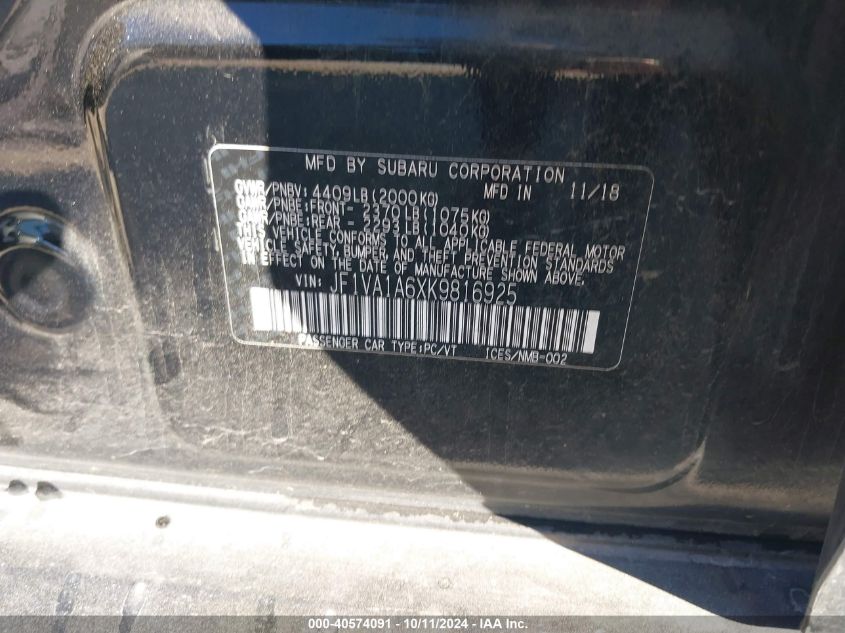 MFD BY SUBARU CORPORATION
GVWR/PNBV: 4409LB(2000KG) MFD IN 11/18
GAWR/PNBE:FRONT- 2370LB(1075KG)
GAWR/PNBE:REAR - 2293LB(1040KG)
THIS VEHICLE CONFORMS TO ALL APPLICABLE FEDERAL MOTOR
VEHICLE SAFETY, BUMPER, AND THEFT PREVENTION STANDARDS
IN EFFECT ON THE DATE OF MANUFACTURE SHOWN ABOVE.
VIN: JF1VA1A6XK9816925
PASSENGER CAR TYPE:PC/VT ICES/NMB-002
000-40574091 - 10/11/2024 - IAA Inc.